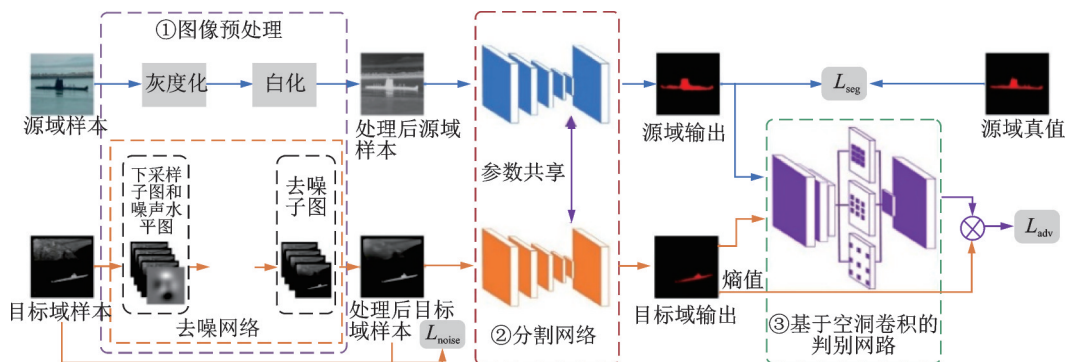 ①图像预处理
灰度化
白化
源域样本
处理后源域
样本
下采样
子图和
噪声水
平图
去噪
子图
目标域样本
去噪网络
处理后目标
域样本
L_noise
参数共享
②分割网络
源域输出
L_seg
源域真值
目标域输出
熵值
L_adv
③基于空洞卷积的
判别网路